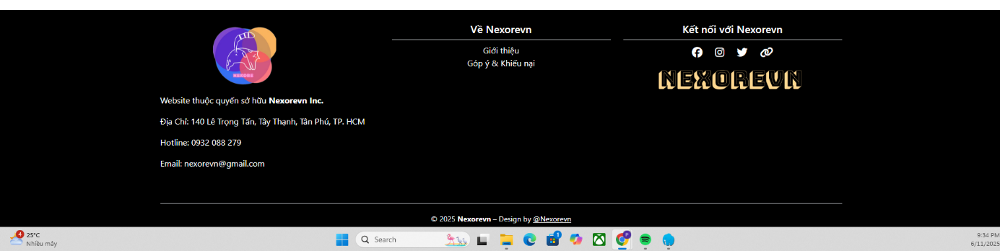 NEXORE
Website thuộc quyền sở hữu Nexorevn Inc.
Địa Chỉ: 140 Lê Trọng Tấn, Tây Thạnh, Tân Phú, TP. HCM
Hotline: 0932 088 279
Email: nexorevn@gmail.com
Về Nexorevn
Giới thiệu
Góp ý & Khiếu nại
Kết nối với Nexorevn
NEXOREVN
© 2025 Nexorevn – Design by @Nexorevn
4
25°C
Nhiều mây
Search
1
P
9:34 PM
6/11/2025